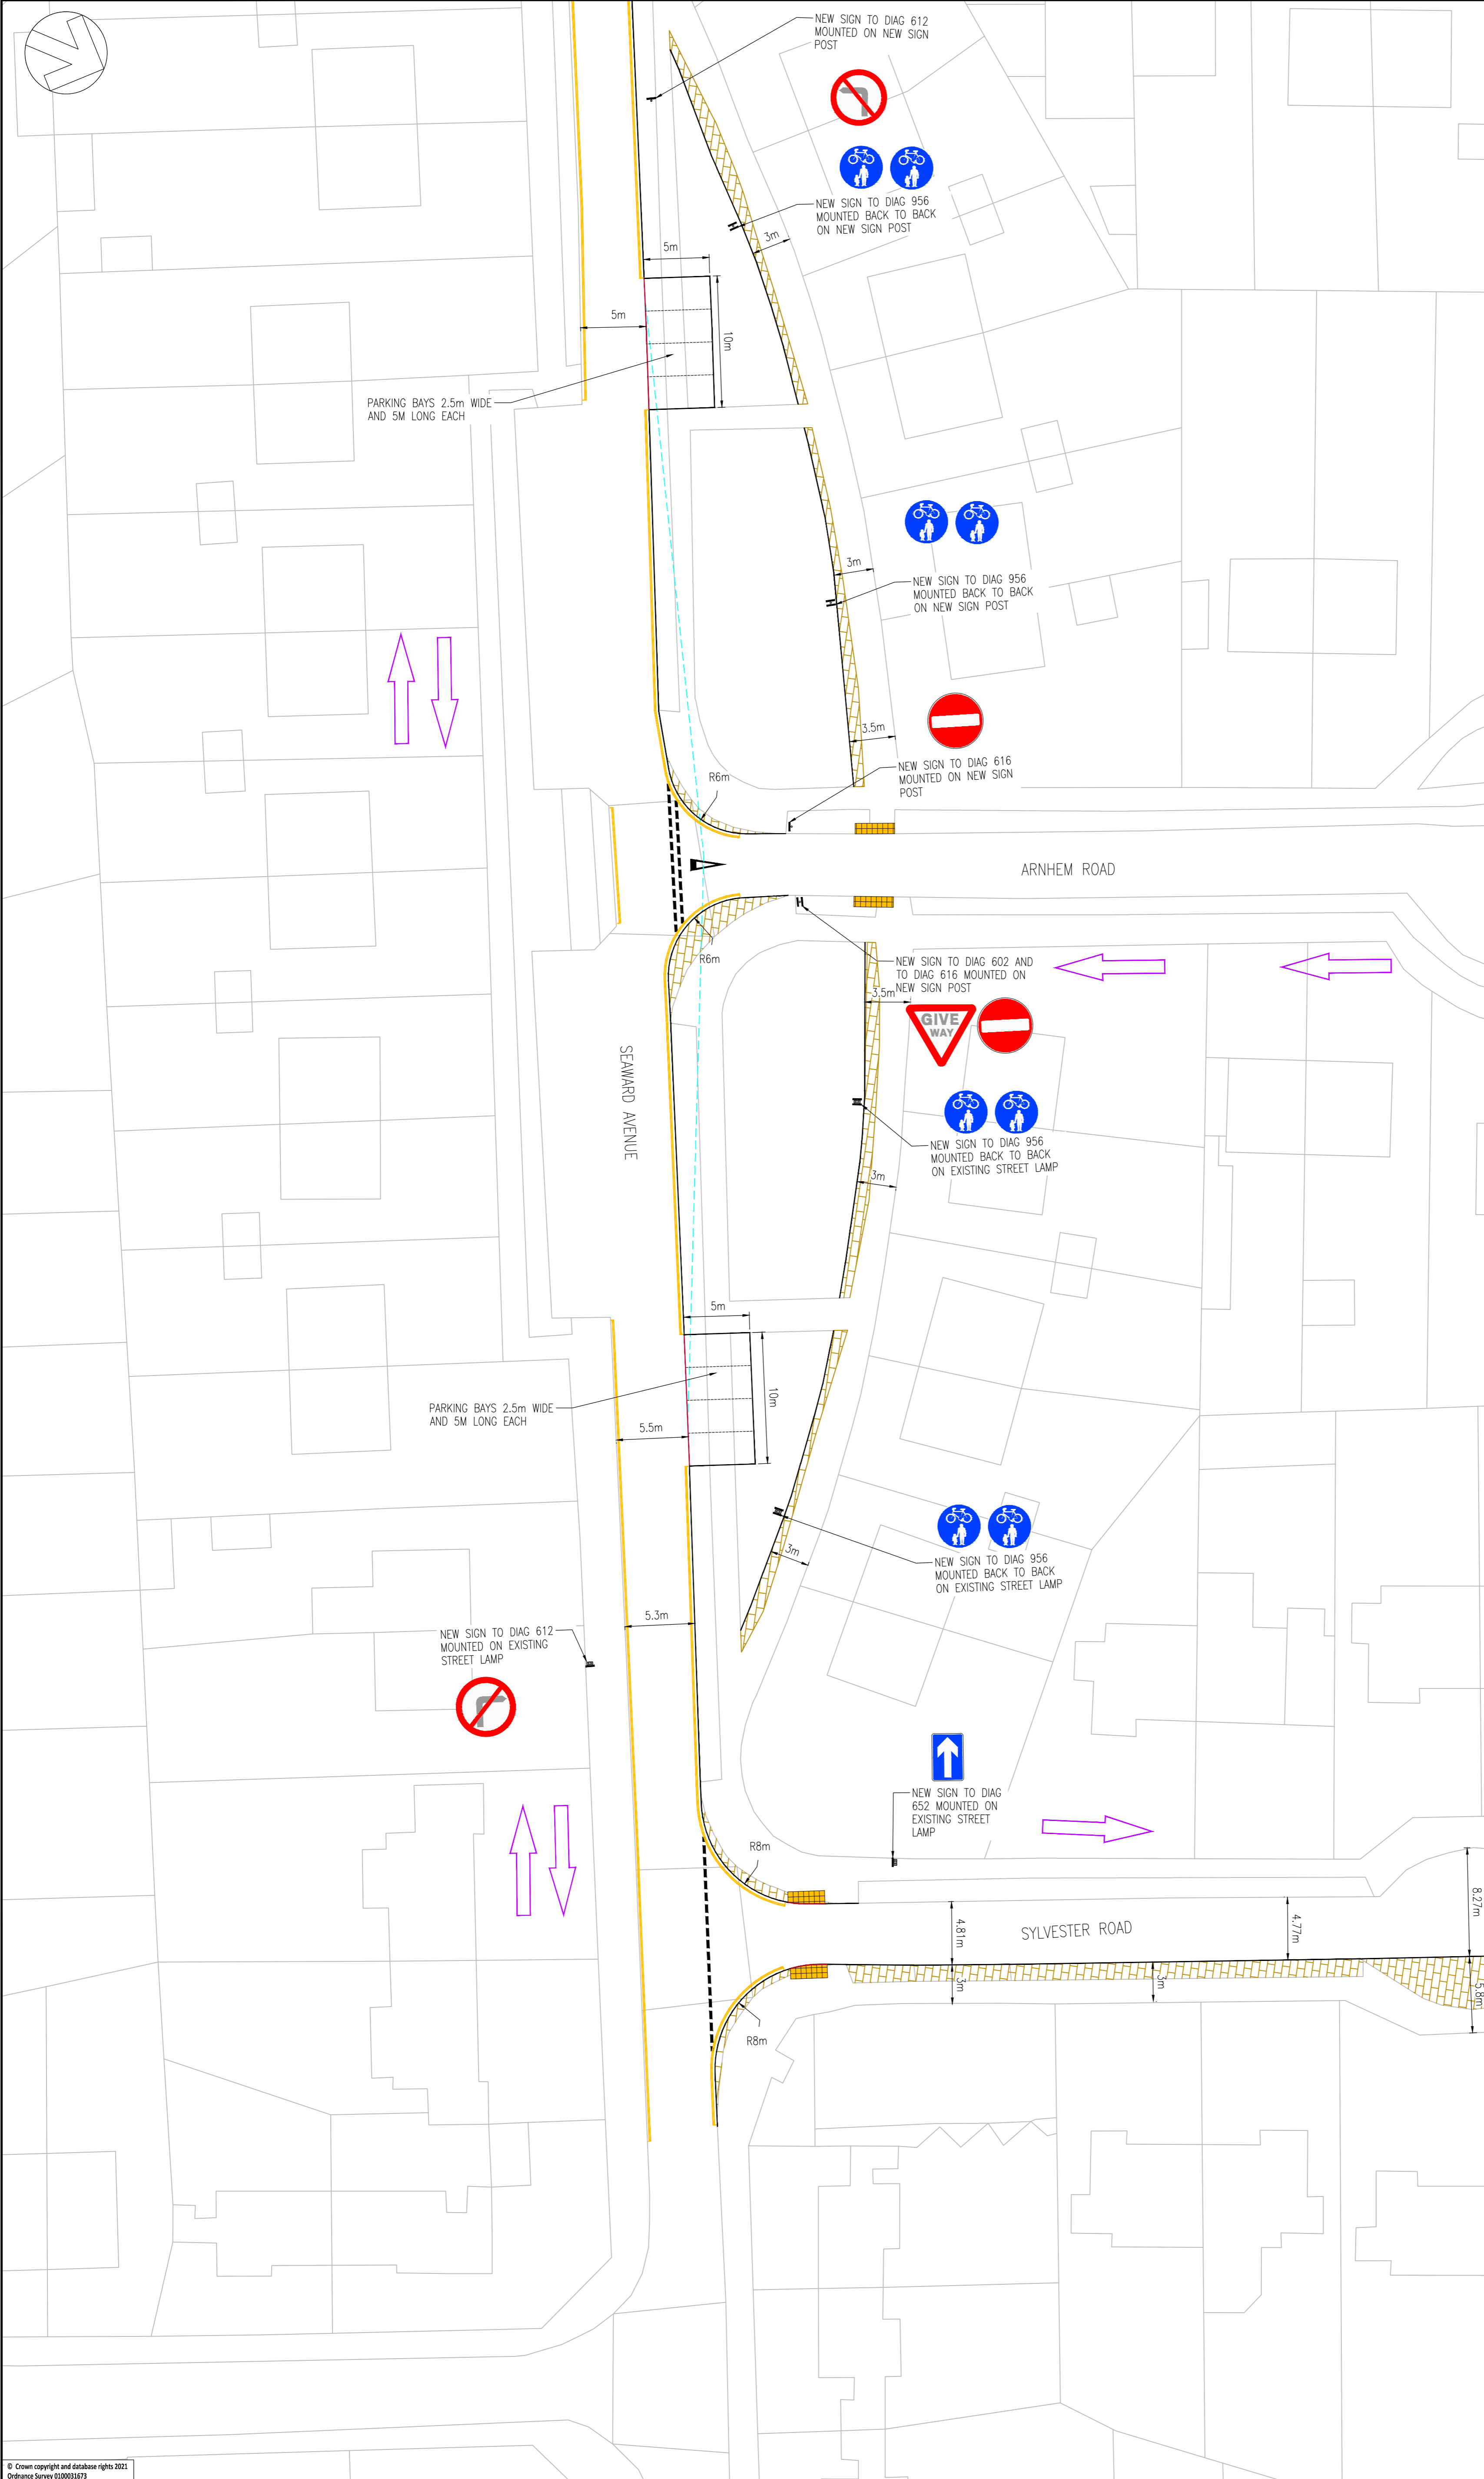 NEW SIGN TO DIAG 612
MOUNTED ON NEW SIGN
POST
NEW SIGN TO DIAG 956
MOUNTED BACK TO BACK
ON NEW SIGN POST
3m
5m
5m
10m
PARKING BAYS 2.5m WIDE
AND 5M LONG EACH
3m
NEW SIGN TO DIAG 956
MOUNTED BACK TO BACK
ON NEW SIGN POST
3.5m
NEW SIGN TO DIAG 616
MOUNTED ON NEW SIGN
POST
R6m
ARNHEM ROAD
R6m
NEW SIGN TO DIAG 602 AND
TO DIAG 616 MOUNTED ON
NEW SIGN POST
3.5m
GIVE
WAY
SEAWARD AVENUE
NEW SIGN TO DIAG 956
MOUNTED BACK TO BACK
ON EXISTING STREET LAMP
3m
5m
10m
PARKING BAYS 2.5m WIDE
AND 5M LONG EACH
5.5m
3m
NEW SIGN TO DIAG 956
MOUNTED BACK TO BACK
ON EXISTING STREET LAMP
5.3m
NEW SIGN TO DIAG 612
MOUNTED ON EXISTING
STREET LAMP
NEW SIGN TO DIAG
652 MOUNTED ON
EXISTING STREET
LAMP
R8m
8.27m
4.81m
SYLVESTER ROAD
4.77m
3m
3m
5.8m
R8m
© Crown copyright and database rights 2021
Ordnance Survey 0100031673